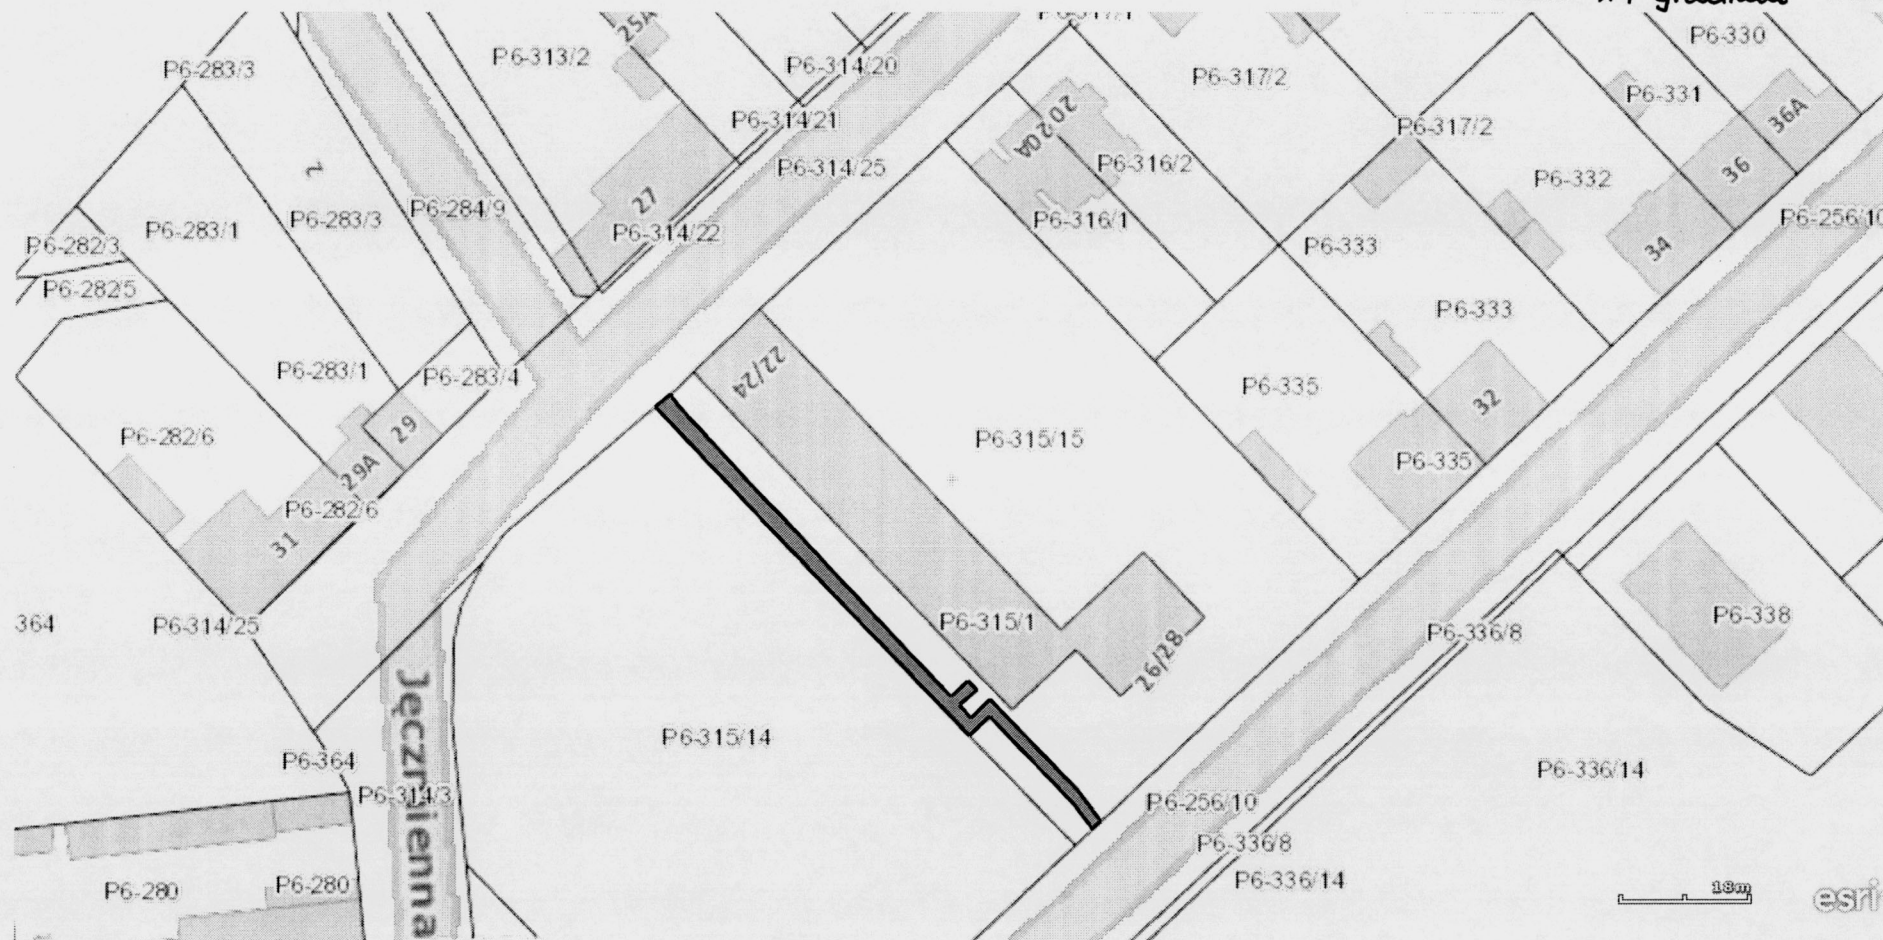 25A
P6-330
P6-313/2
P6-283/3
P6-314/20
P6-317/2
P6-331
36A
20 20A
P6-314/21
P6-317/2
P6-314/25
P6-316/2
36
P6-332
27
P6-284/9
P6-283/3
P6-283/1
P6-316/1
P6-256/10
P6-314/22
P6-282/3
P6-333
34
P6-282/5
P6-333
P6-283/1
P6-283/4
22/24
P6-335
32
29
P6-282/6
P6-315/15
29A
P6-335
P6-282/6
31
P6-338
364
P6-314/25
P6-315/1
P6-336/8
26/28
P6-315/14
P6-364
P6-336/14
P6-314/3
Jęczmienna
P6-256/10
P6-336/8
P6-280
P6-280
P6-336/14
18m
esri